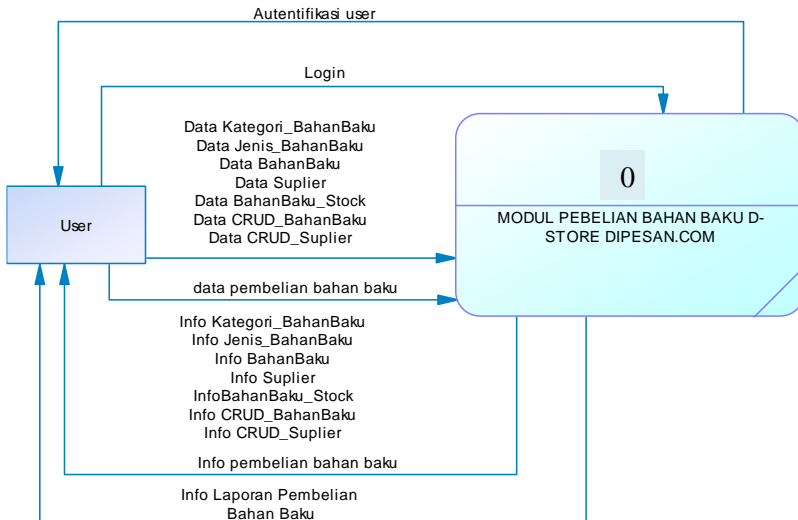 Autentifikasi user
Login
Data Kategori_BahanBaku
Data Jenis_BahanBaku
Data BahanBaku
Data Suplier
Data BahanBaku_Stock
Data CRUD_BahanBaku
Data CRUD_Suplier
User
0
MODUL PEBELIAN BAHAN BAKU D-
STORE DIPESAN.COM
data pembelian bahan baku
Info Kategori_BahanBaku
Info Jenis_BahanBaku
Info BahanBaku
Info Suplier
InfoBahanBaku_Stock
Info CRUD_BahanBaku
Info CRUD_Suplier
Info pembelian bahan baku
Info Laporan Pembelian
Bahan Baku